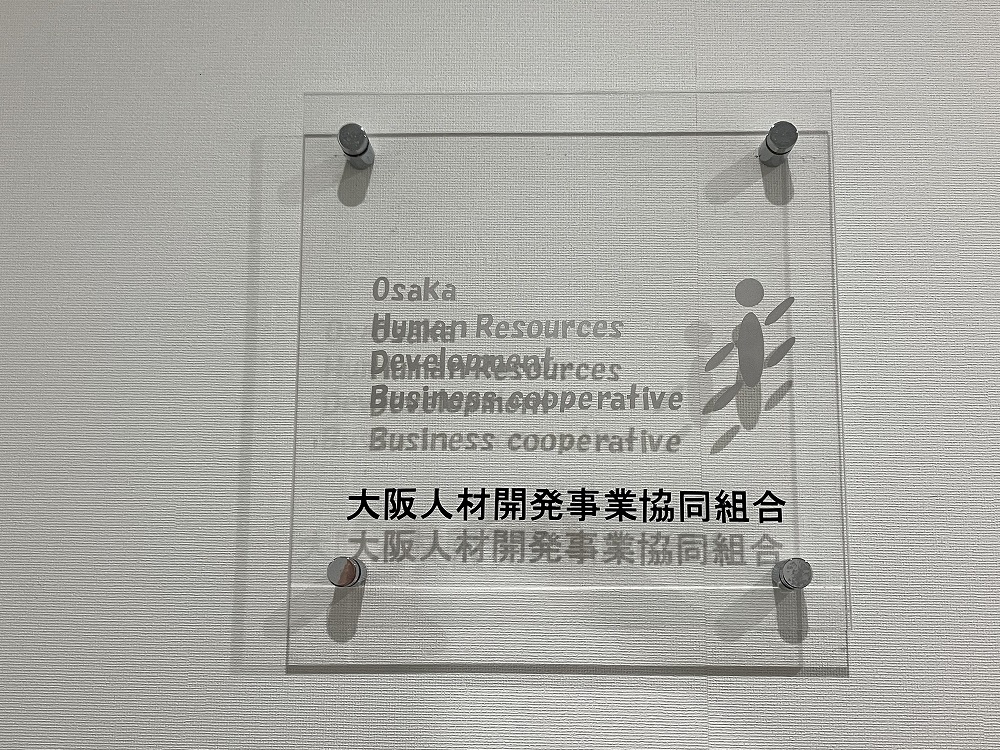 Osaka
Human Resources
Development
Business cooperative
大阪人材開発事業協同組合